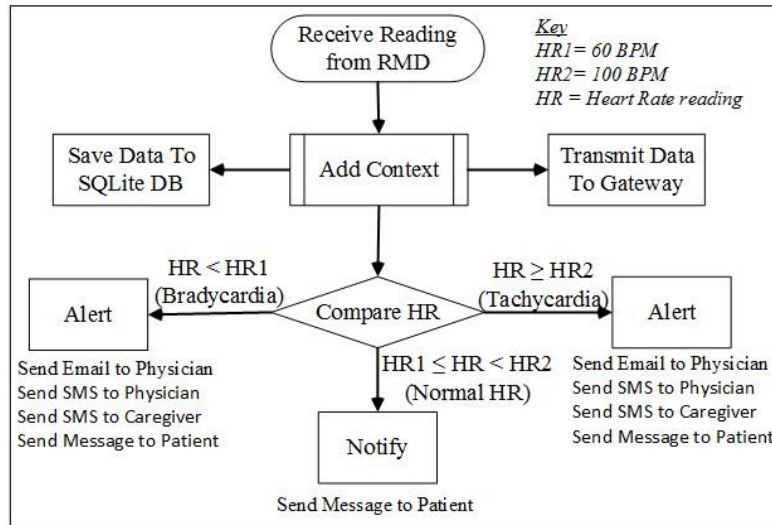 Receive Reading
from RMD
Key
HR1= 60 BPM
HR2= 100 BPM
HR = Heart Rate reading
Save Data To
SQLite DB
Add Context
Transmit Data
To Gateway
HR < HR1
(Bradycardia)
HR ≥ HR2
(Tachycardia)
Alert
Compare HR
Alert
Send Email to Physician
Send SMS to Physician
Send SMS to Caregiver
Send Message to Patient
HR1 ≤ HR < HR2
(Normal HR)
Send Email to Physician
Send SMS to Physician
Send SMS to Caregiver
Send Message to Patient
Notify
Send Message to Patient